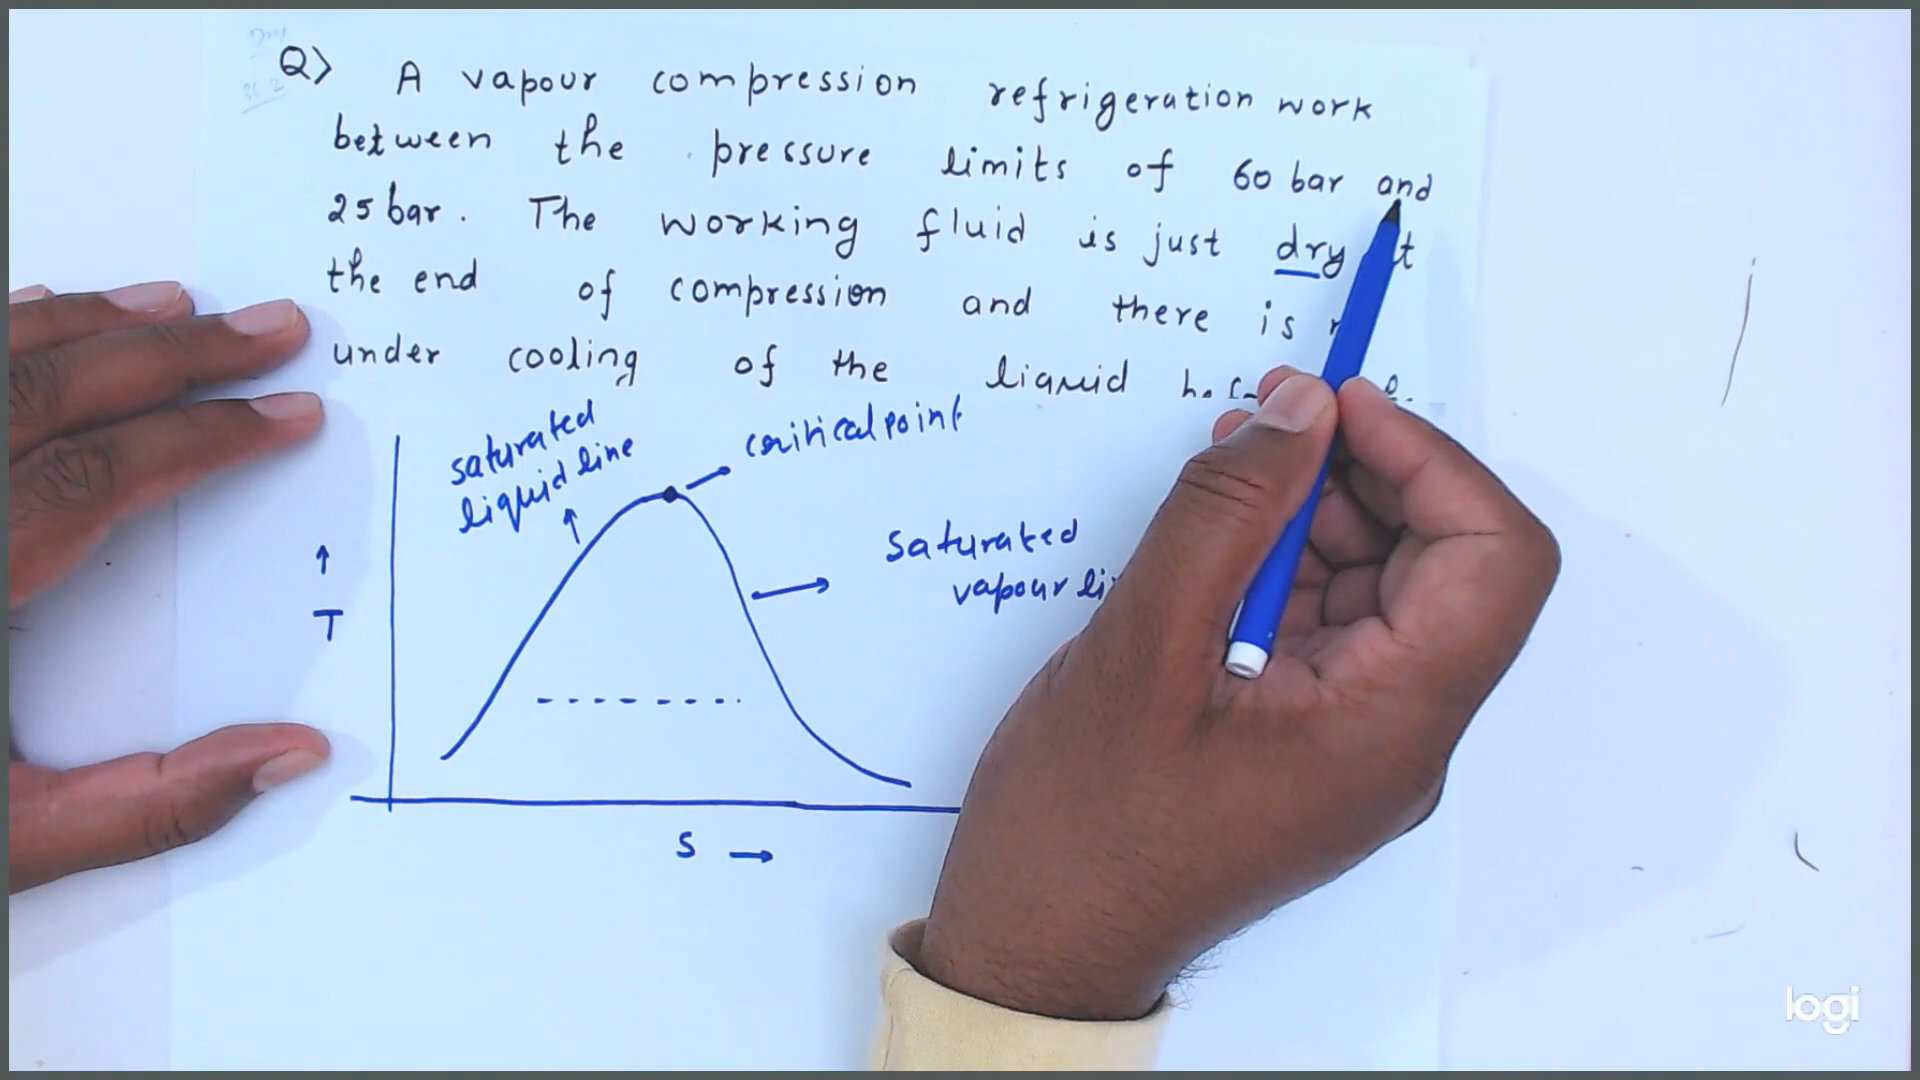 Q> A vapour compression refrigeration work
between the pressure limits of 60 bar and
25 bar. The working fluid is just dry
the end of compression and there is
under cooling of the liquid
saturated
liquid line
critical point
saturated
vapour
T
S
logi